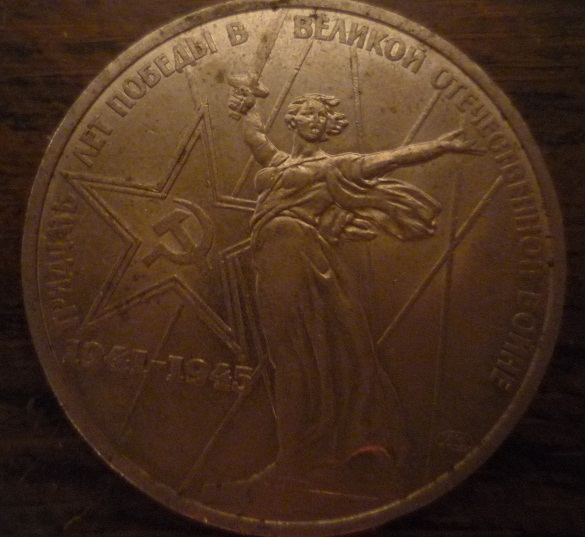 ТРИДЦАТЬ ЛЕТ ПОБЕДЫ В ВЕЛИКОЙ ОТЕЧЕСТВЕННОЙ ВОЙНЕ
1941-1945